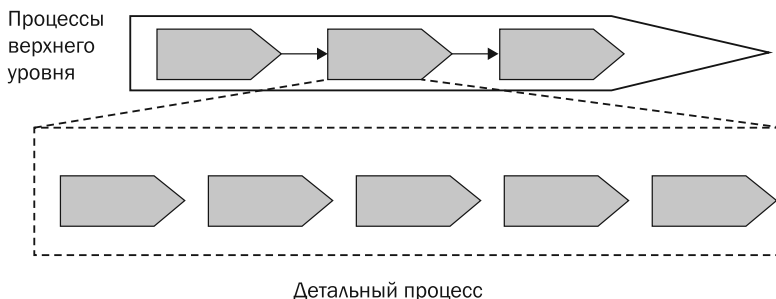 Процессы
верхнего
уровня
Детальный процесс